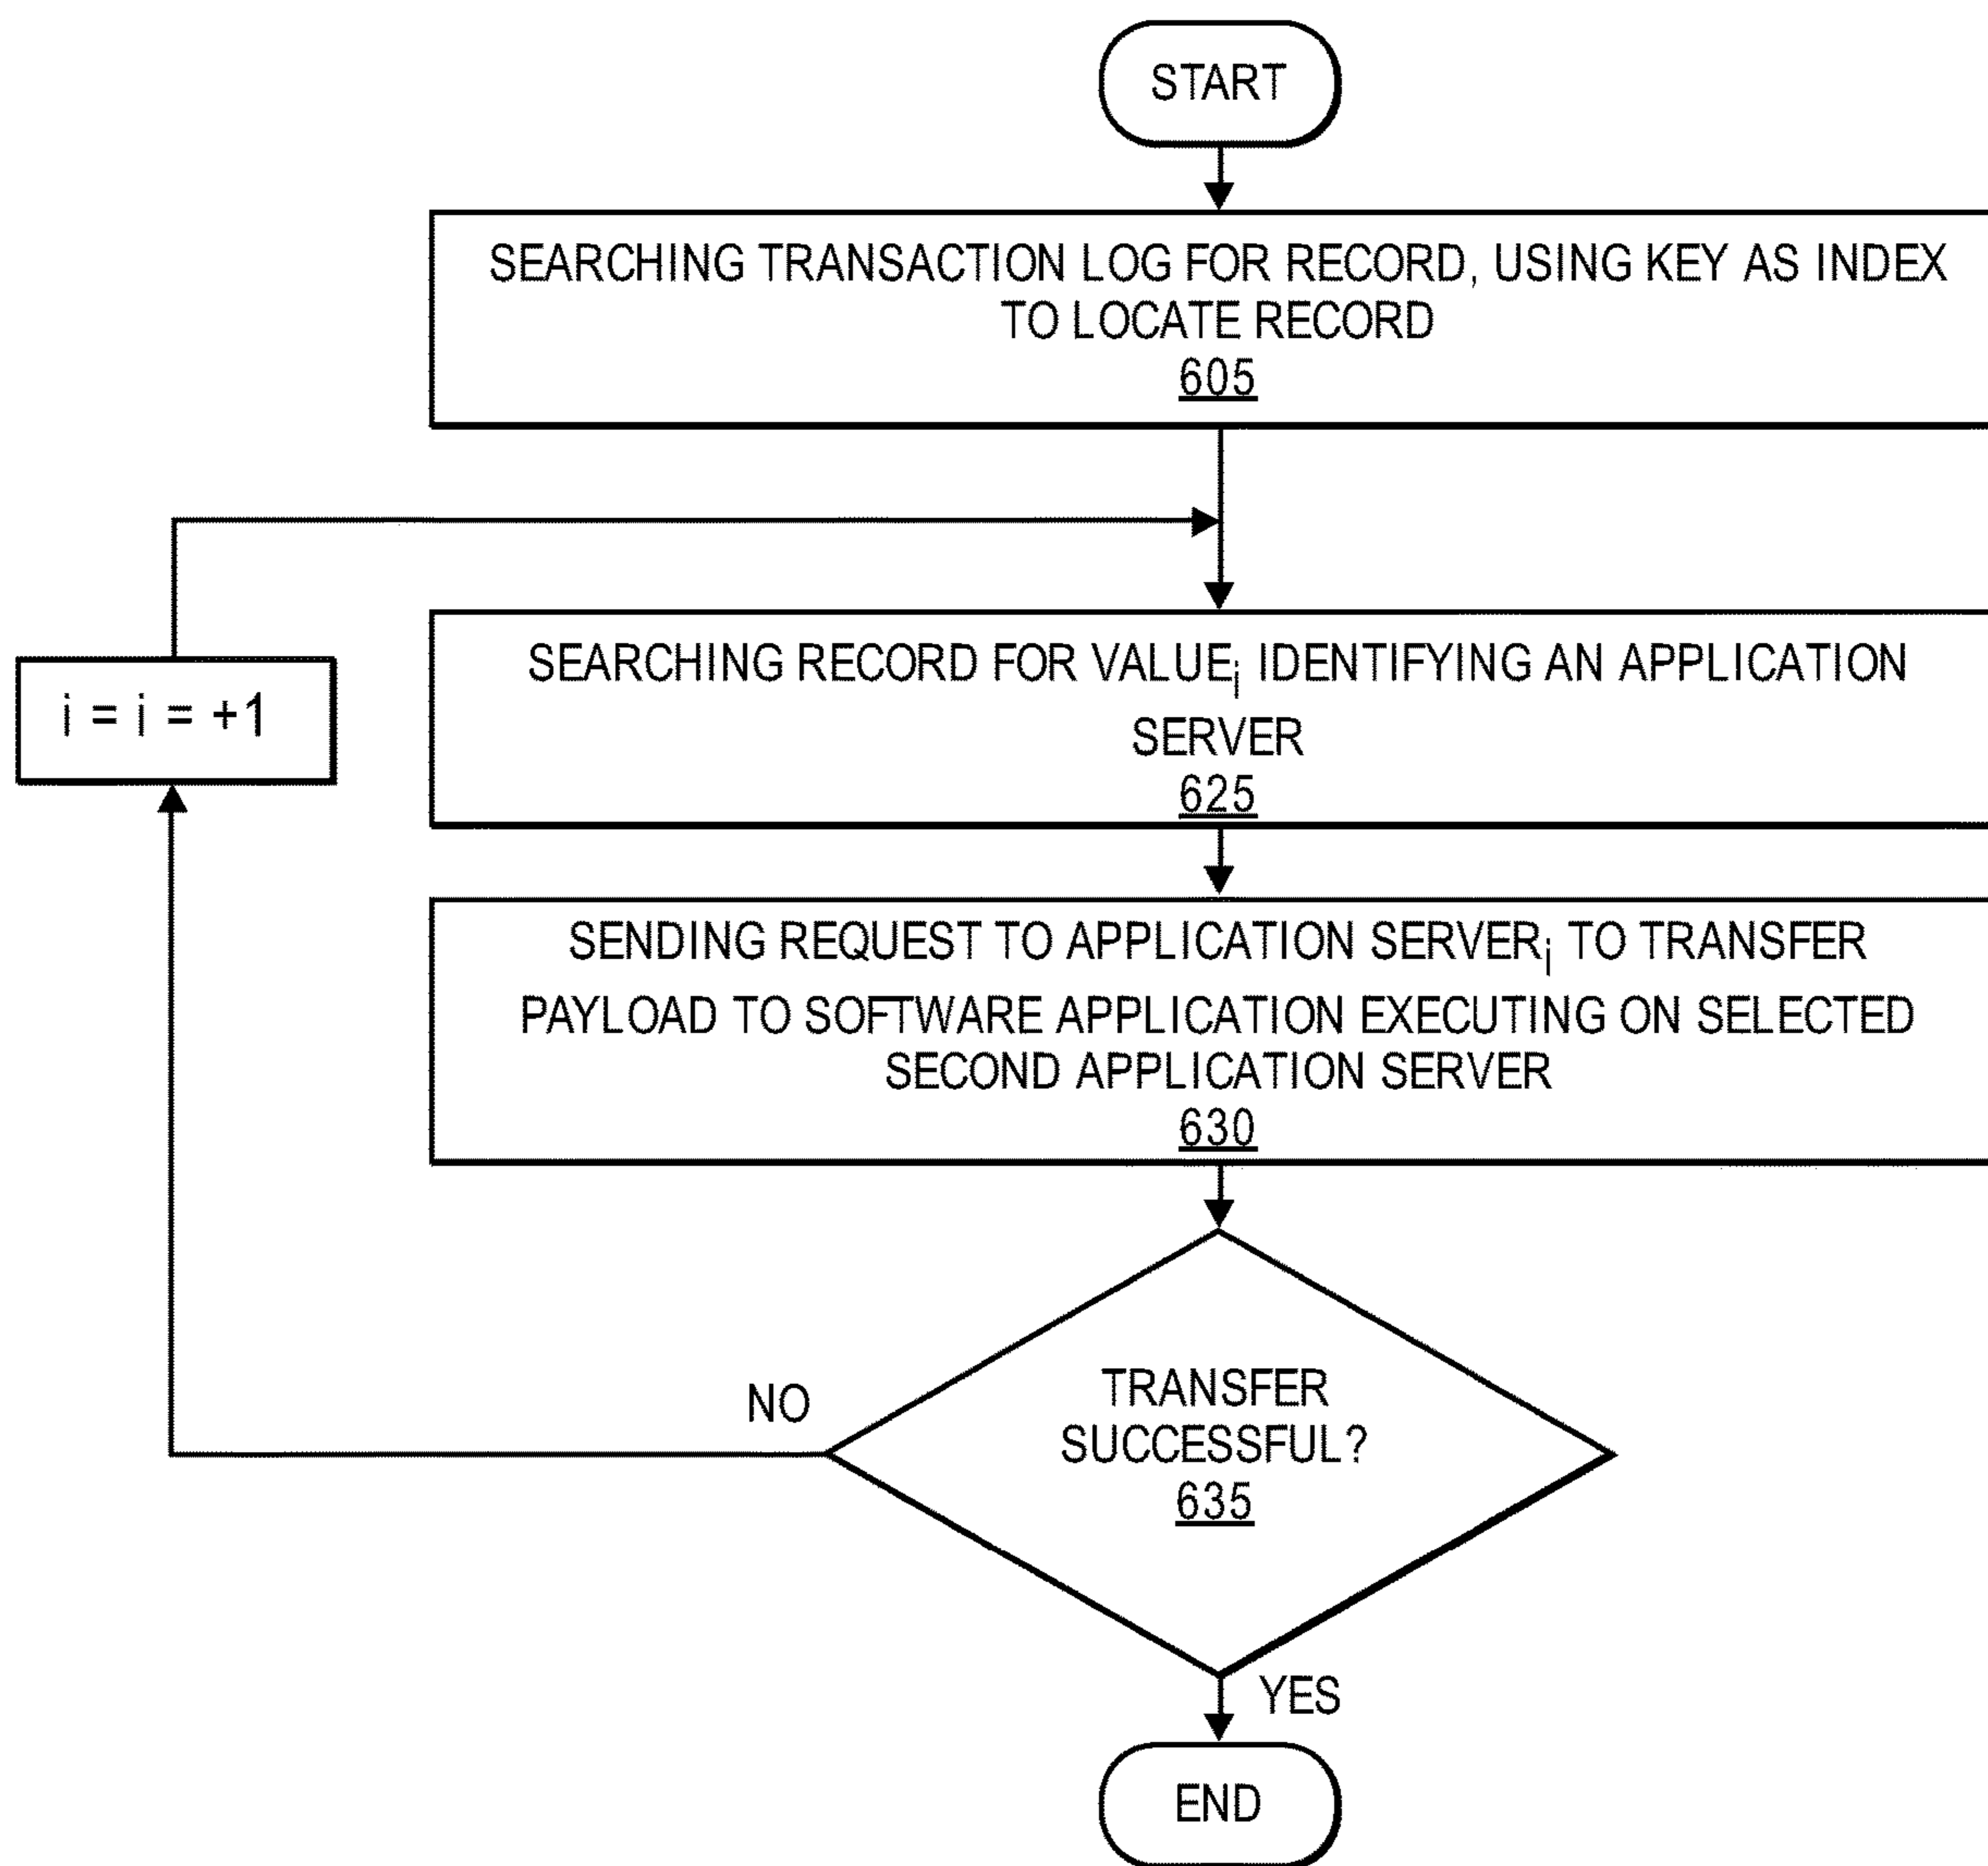 START
SEARCHING TRANSACTION LOG FOR RECORD, USING KEY AS INDEX
TO LOCATE RECORD
605
SEARCHING RECORD FOR VALUEi IDENTIFYING AN APPLICATION
SERVER
625
i = i = +1
SENDING REQUEST TO APPLICATION SERVERi TO TRANSFER
PAYLOAD TO SOFTWARE APPLICATION EXECUTING ON SELECTED
SECOND APPLICATION SERVER
630
NO
TRANSFER
SUCCESSFUL?
635
YES
END